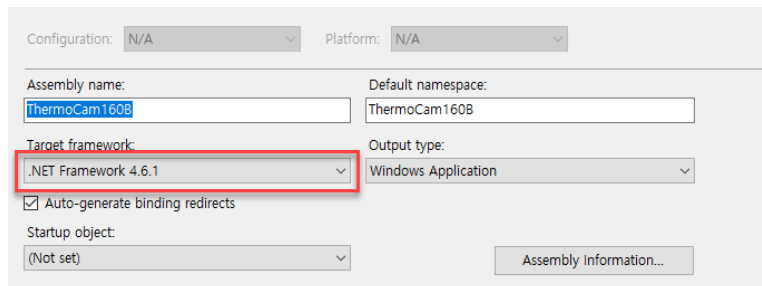 Configuration: N/A Platform: N/A
Assembly name: Default namespace:
ThermoCam160B ThermoCam160B
Target framework: Output type:
.NET Framework 4.6.1 Windows Application
Auto-generate binding redirects
Startup object:
(Not set) Assembly Information...